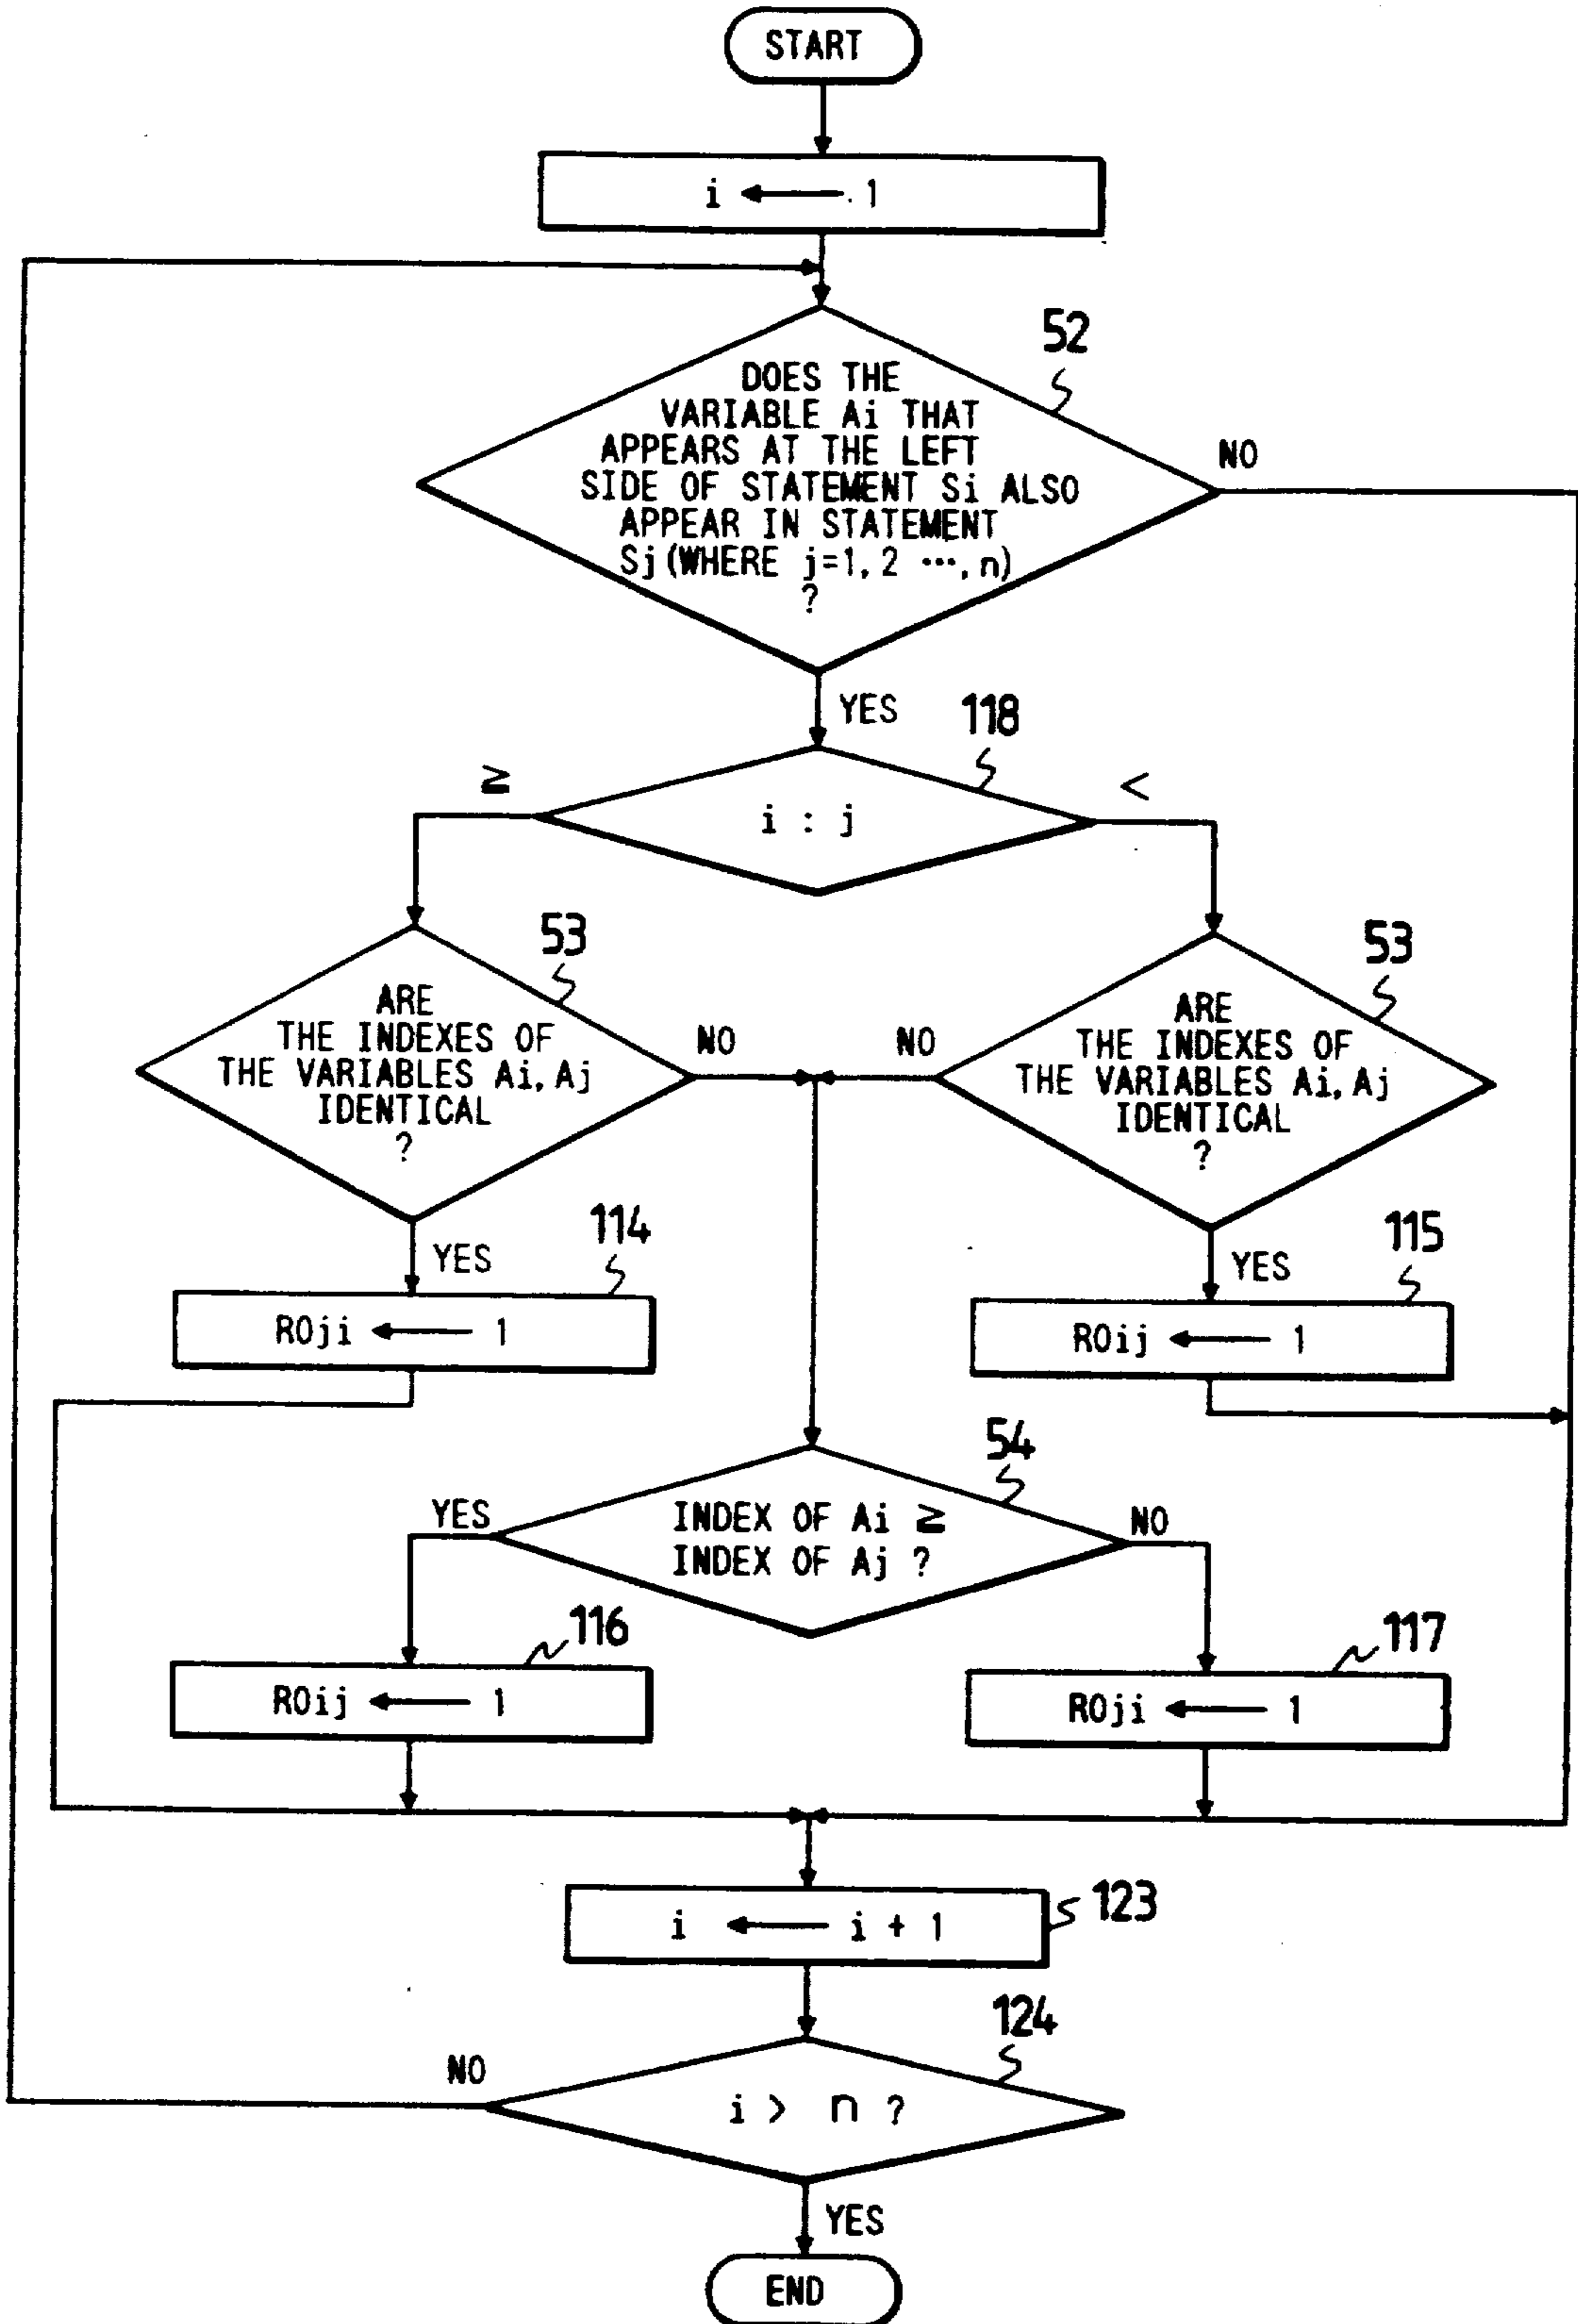 START
i ← 1
52
DOES THE
VARIABLE Ai THAT
APPEARS AT THE LEFT
SIDE OF STATEMENT Si ALSO
APPEAR IN STATEMENT
Sj (WHERE j=1, 2 ···, n)
?
NO
YES
118
≧
<
i : j
53
ARE
THE INDEXES OF
THE VARIABLES Ai, Aj
IDENTICAL
?
NO
YES
53
ARE
THE INDEXES OF
THE VARIABLES Ai, Aj
IDENTICAL
?
NO
YES
114
R0ji ← 1
115
R0ij ← 1
54
INDEX OF Ai ≧
INDEX OF Aj ?
YES
NO
116
R0ij ← 1
117
R0ji ← 1
i ← i + 1
123
124
i > n ?
NO
YES
END